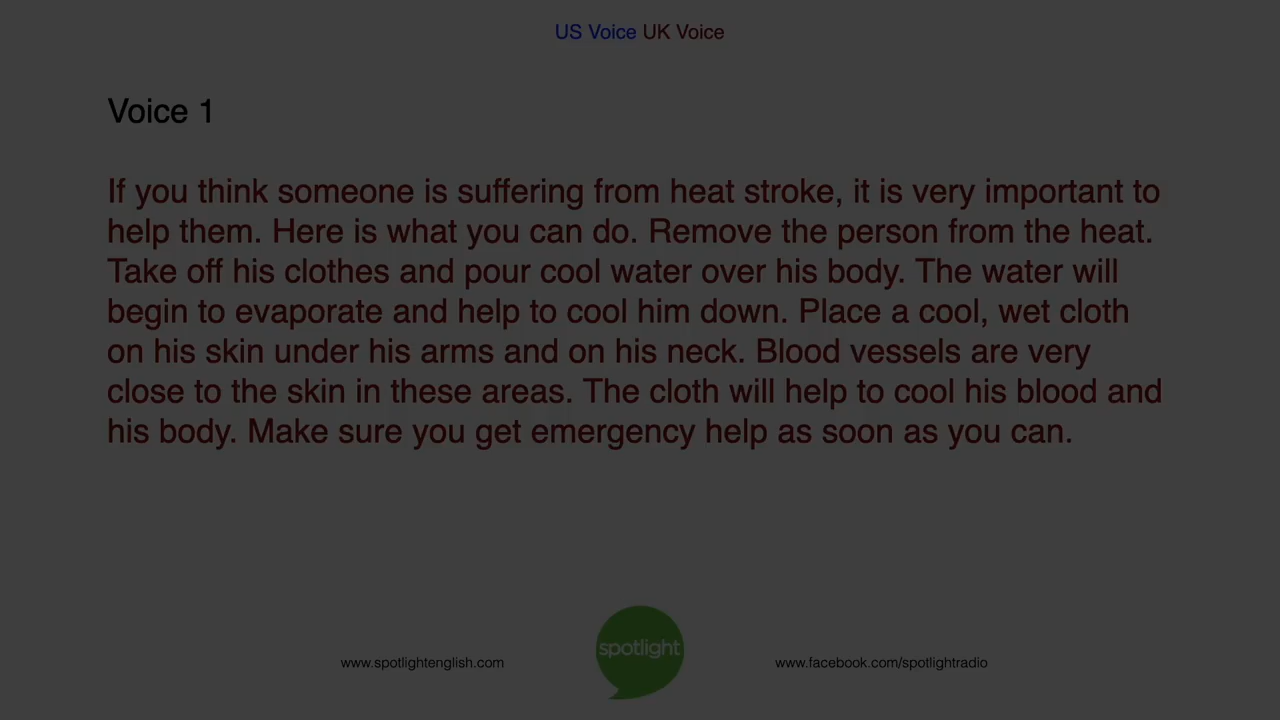 US Voice UK Voice
Voice 1
If you think someone is suffering from heat stroke, it is very important to
help them. Here is what you can do. Remove the person from the heat.
Take off his clothes and pour cool water over his body. The water will
begin to evaporate and help to cool him down. Place a cool, wet cloth
on his skin under his arms and on his neck. Blood vessels are very
close to the skin in these areas. The cloth will help to cool his blood and
his body. Make sure you get emergency help as soon as you can.
www.spotlightenglish.com
spotlight
www.facebook.com/spotlightradio